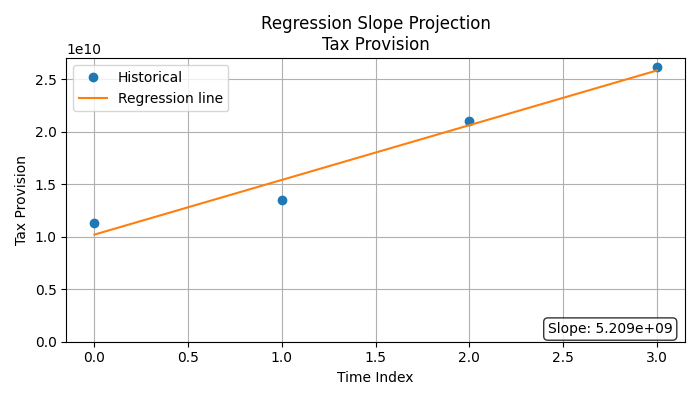 Regression Slope Projection
Tax Provision
1e10
Historical
Regression line
2.5
2.0
1.5
1.0
0.5
0.0
Tax Provision
Slope: 5.209e+09
0.0 0.5 1.0 1.5 2.0 2.5 3.0
Time Index